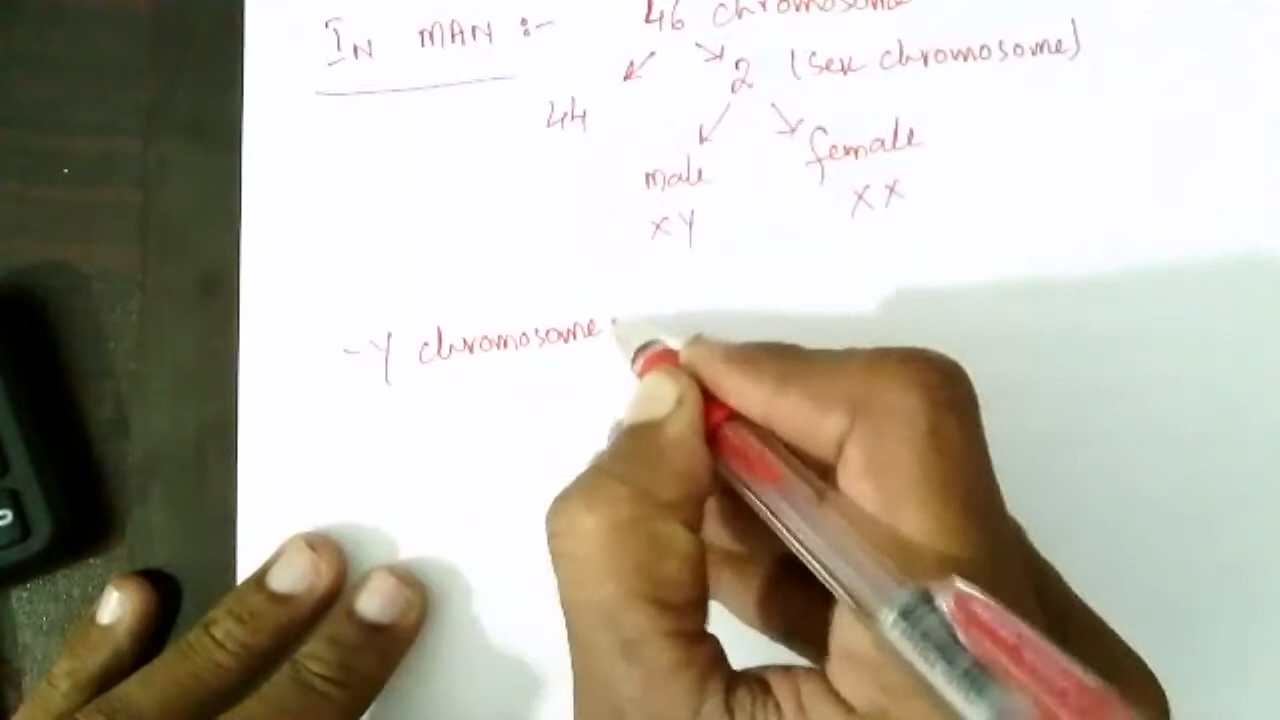 IN MAN :-
46 chromosome
44
2 (sex chromosome)
male
female
XY
XX
- Y chromosome